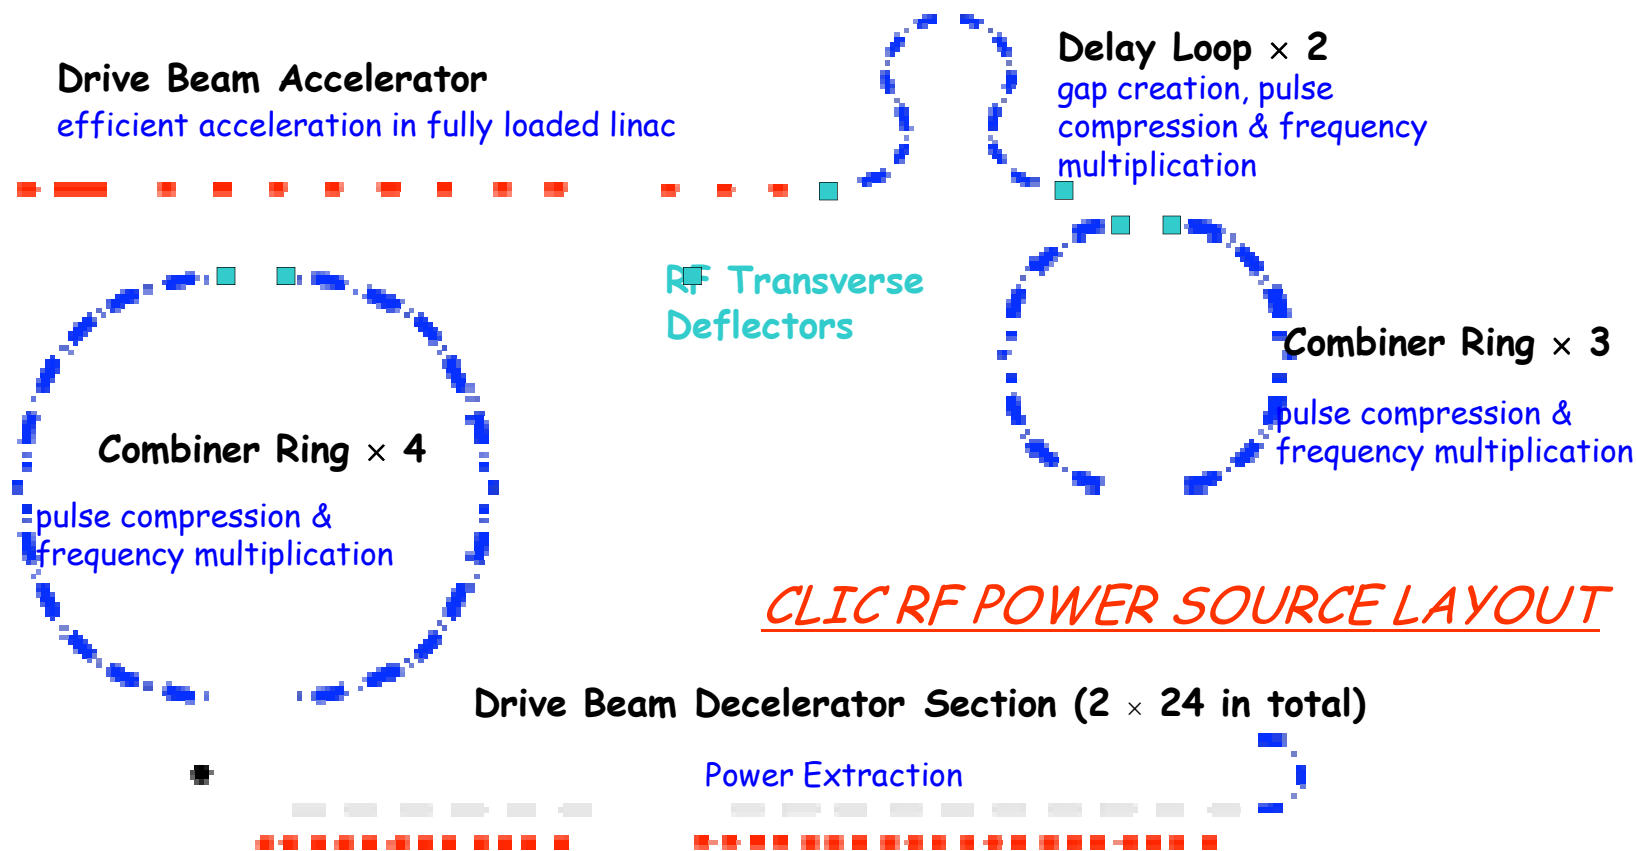 Drive Beam Accelerator
efficient acceleration in fully loaded linac
Delay Loop × 2
gap creation, pulse
compression & frequency
multiplication
RF Transverse
Deflectors
Combiner Ring × 3
pulse compression &
frequency multiplication
Combiner Ring × 4
pulse compression &
frequency multiplication
CLIC RF POWER SOURCE LAYOUT
Drive Beam Decelerator Section (2 × 24 in total)
Power Extraction